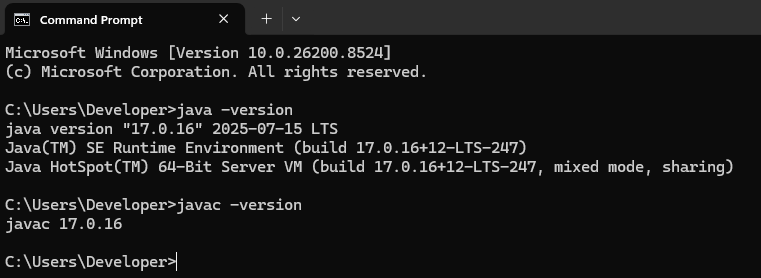 Command Prompt
Microsoft Windows [Version 10.0.26200.8524]
(c) Microsoft Corporation. All rights reserved.
C:\Users\Developer>java -version
java version "17.0.16" 2025-07-15 LTS
Java(TM) SE Runtime Environment (build 17.0.16+12-LTS-247)
Java HotSpot(TM) 64-Bit Server VM (build 17.0.16+12-LTS-247, mixed mode, sharing)
C:\Users\Developer>javac -version
javac 17.0.16
C:\Users\Developer>